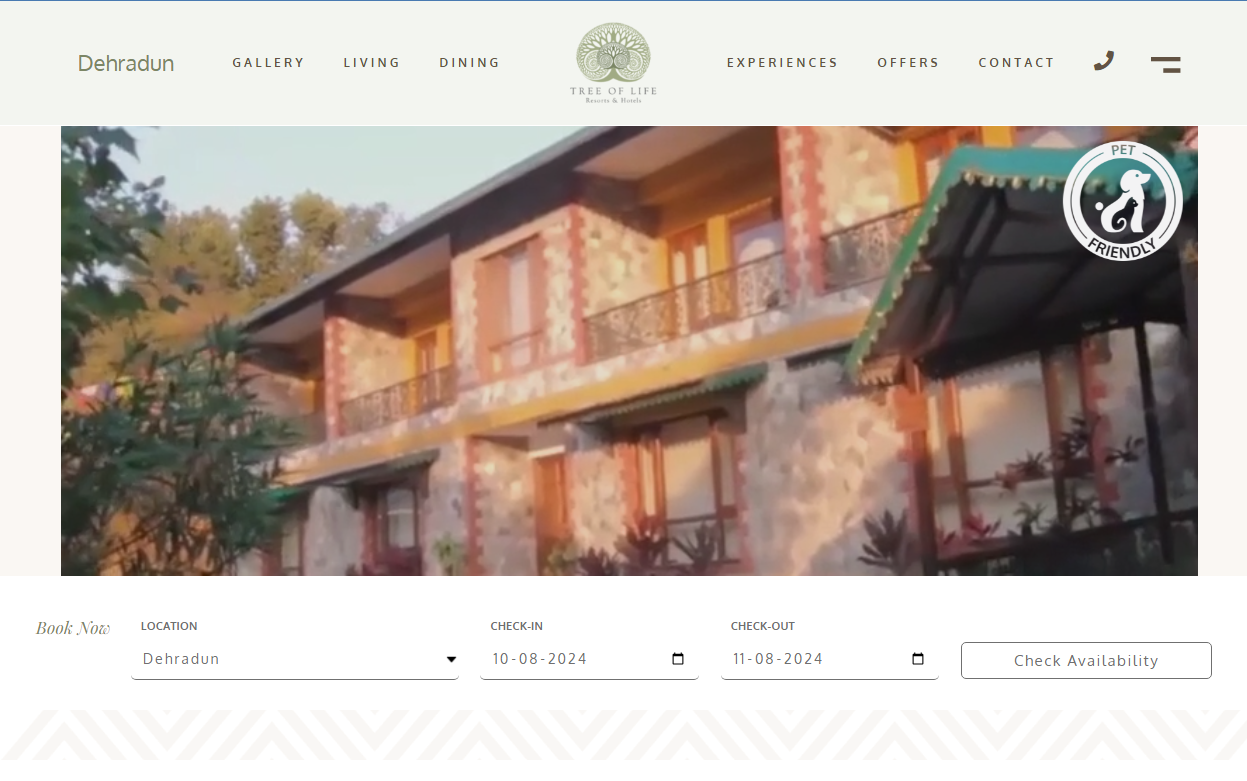 Dehradun
GALLERY
LIVING
DINING
TREE OF LIFE
Resorts & Hotels
EXPERIENCES
OFFERS
CONTACT
PET
FRIENDLY
Book Now
LOCATION
CHECK-IN
CHECK-OUT
Dehradun
10-08-2024
11-08-2024
Check Availability